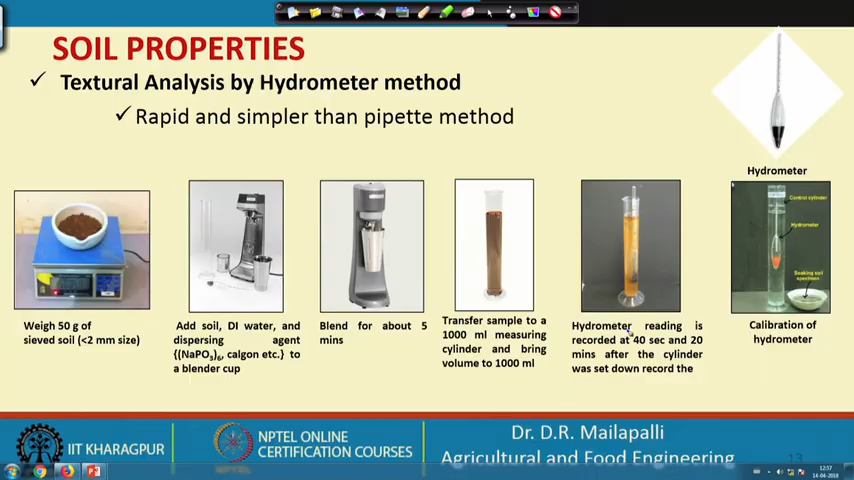 SOIL PROPERTIES
✓ Textural Analysis by Hydrometer method
✓ Rapid and simpler than pipette method
Hydrometer
Control cylinder
Hydrometer
Soaking soil
specimen
Weigh 50 g of
sieved soil (<2 mm size)
Add soil, DI water, and
dispersing agent
{(NaPO3)6, calgon etc.} to
a blender cup
Blend for about 5
mins
Transfer sample to a
1000 ml measuring
cylinder and bring
volume to 1000 ml
Hydrometer reading is
recorded at 40 sec and 20
mins after the cylinder
was set down record the
Calibration of
hydrometer
IIT KHARAGPUR
NPTEL ONLINE
CERTIFICATION COURSES
NPTEL
Dr. D.R. Mailapalli
Agricultural and Food Engineering
13
12:57
14-04-2018